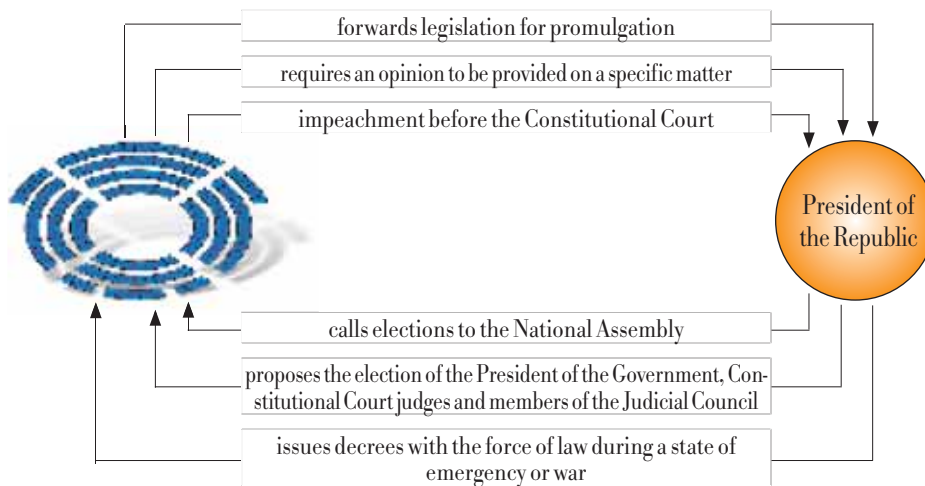 forwards legislation for promulgation
requires an opinion to be provided on a specific matter
impeachment before the Constitutional Court
President of
the Republic
calls elections to the National Assembly
proposes the election of the President of the Government, Con-
stitutional Court judges and members of the Judicial Council
issues decrees with the force of law during a state of
emergency or war